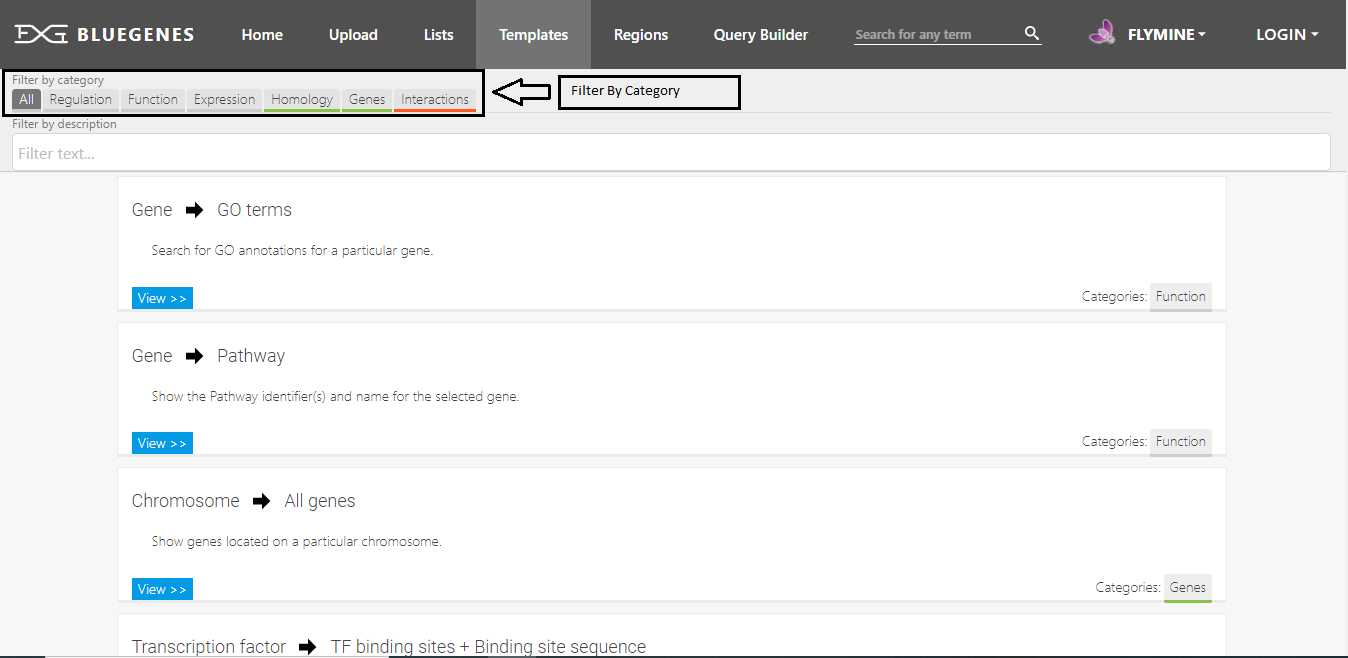 BLUEGENES Home Upload Lists Templates Regions Query Builder Search for any term FLYMINE LOGIN
Filter by category
All Regulation Function Expression Homology Genes Interactions
Filter By Category
Filter by description
Filter text...
Gene GO terms
Search for GO annotations for a particular gene.
View >> Categories: Function
Gene Pathway
Show the Pathway identifier(s) and name for the selected gene.
View >> Categories: Function
Chromosome All genes
Show genes located on a particular chromosome.
View >> Categories: Genes
Transcription factor TF binding sites + Binding site sequence